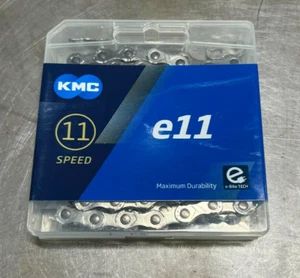 KMC
11
SPEED
e11
Maximum Durability
e
e-Bike TECH